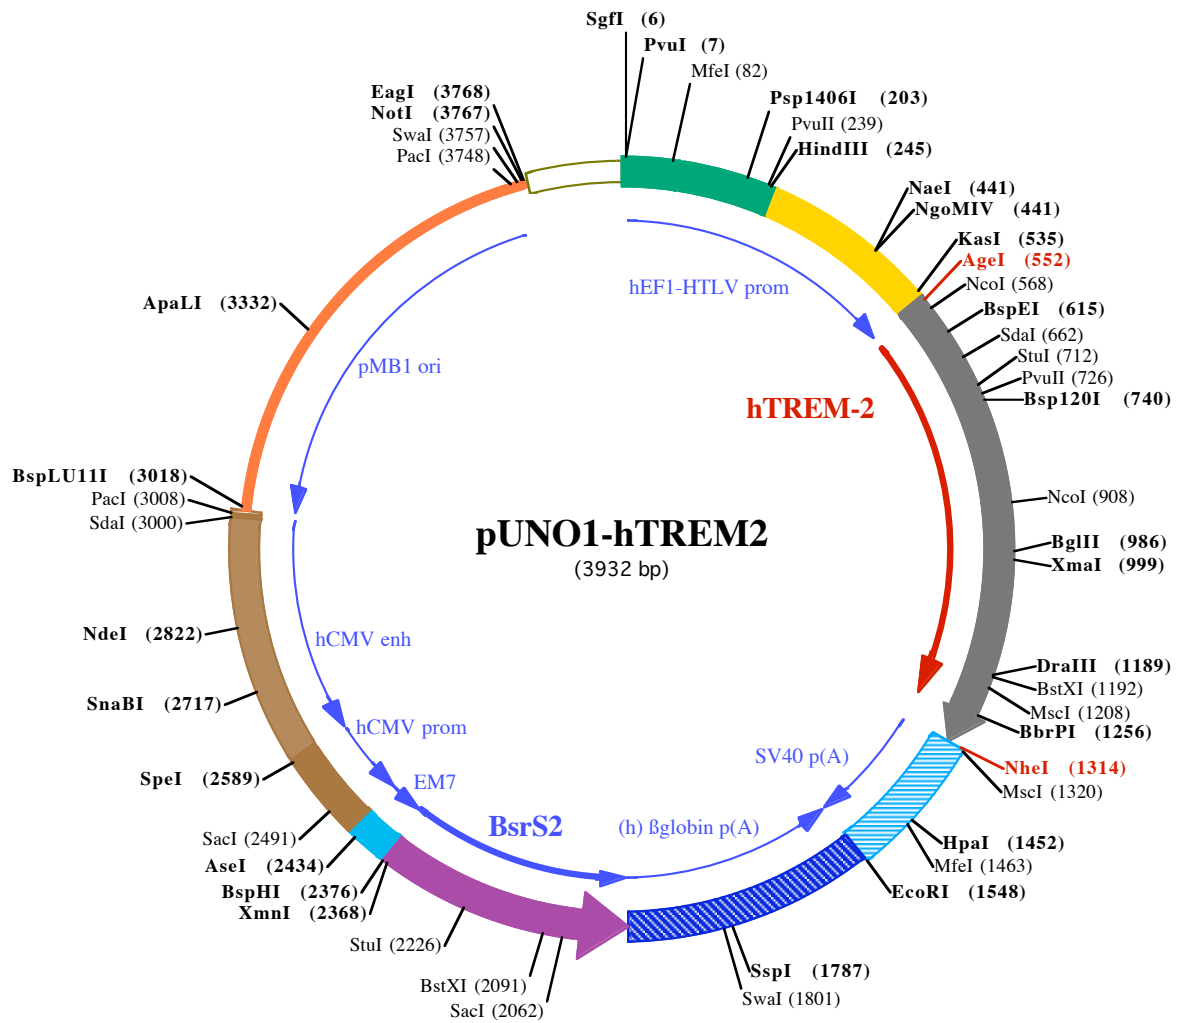 SgfI (6)
PvuI (7)
MfeI (82)
Psp1406I (203)
PvuII (239)
HindIII (245)
NaeI (441)
NgoMIV (441)
KasI (535)
AgeI (552)
NcoI (568)
BspEI (615)
SdaI (662)
StuI (712)
PvuII (726)
Bsp120I (740)
NcoI (908)
BglII (986)
XmaI (999)
DraIII (1189)
BstXI (1192)
MscI (1208)
BbrPI (1256)
NheI (1314)
MscI (1320)
HpaI (1452)
MfeI (1463)
EcoRI (1548)
SspI (1787)
SwaI (1801)
SacI (2062)
BstXI (2091)
StuI (2226)
XmnI (2368)
BspHI (2376)
AseI (2434)
SacI (2491)
SpeI (2589)
SnaBI (2717)
NdeI (2822)
SdaI (3000)
PacI (3008)
BspLU11I (3018)
ApaLI (3332)
PacI (3748)
SwaI (3757)
NotI (3767)
EagI (3768)
hEF1-HTLV prom
hTREM-2
SV40 p(A)
(h) ßglobin p(A)
BsrS2
EM7
hCMV prom
hCMV enh
pMB1 ori
pUNO1-hTREM2
(3932 bp)